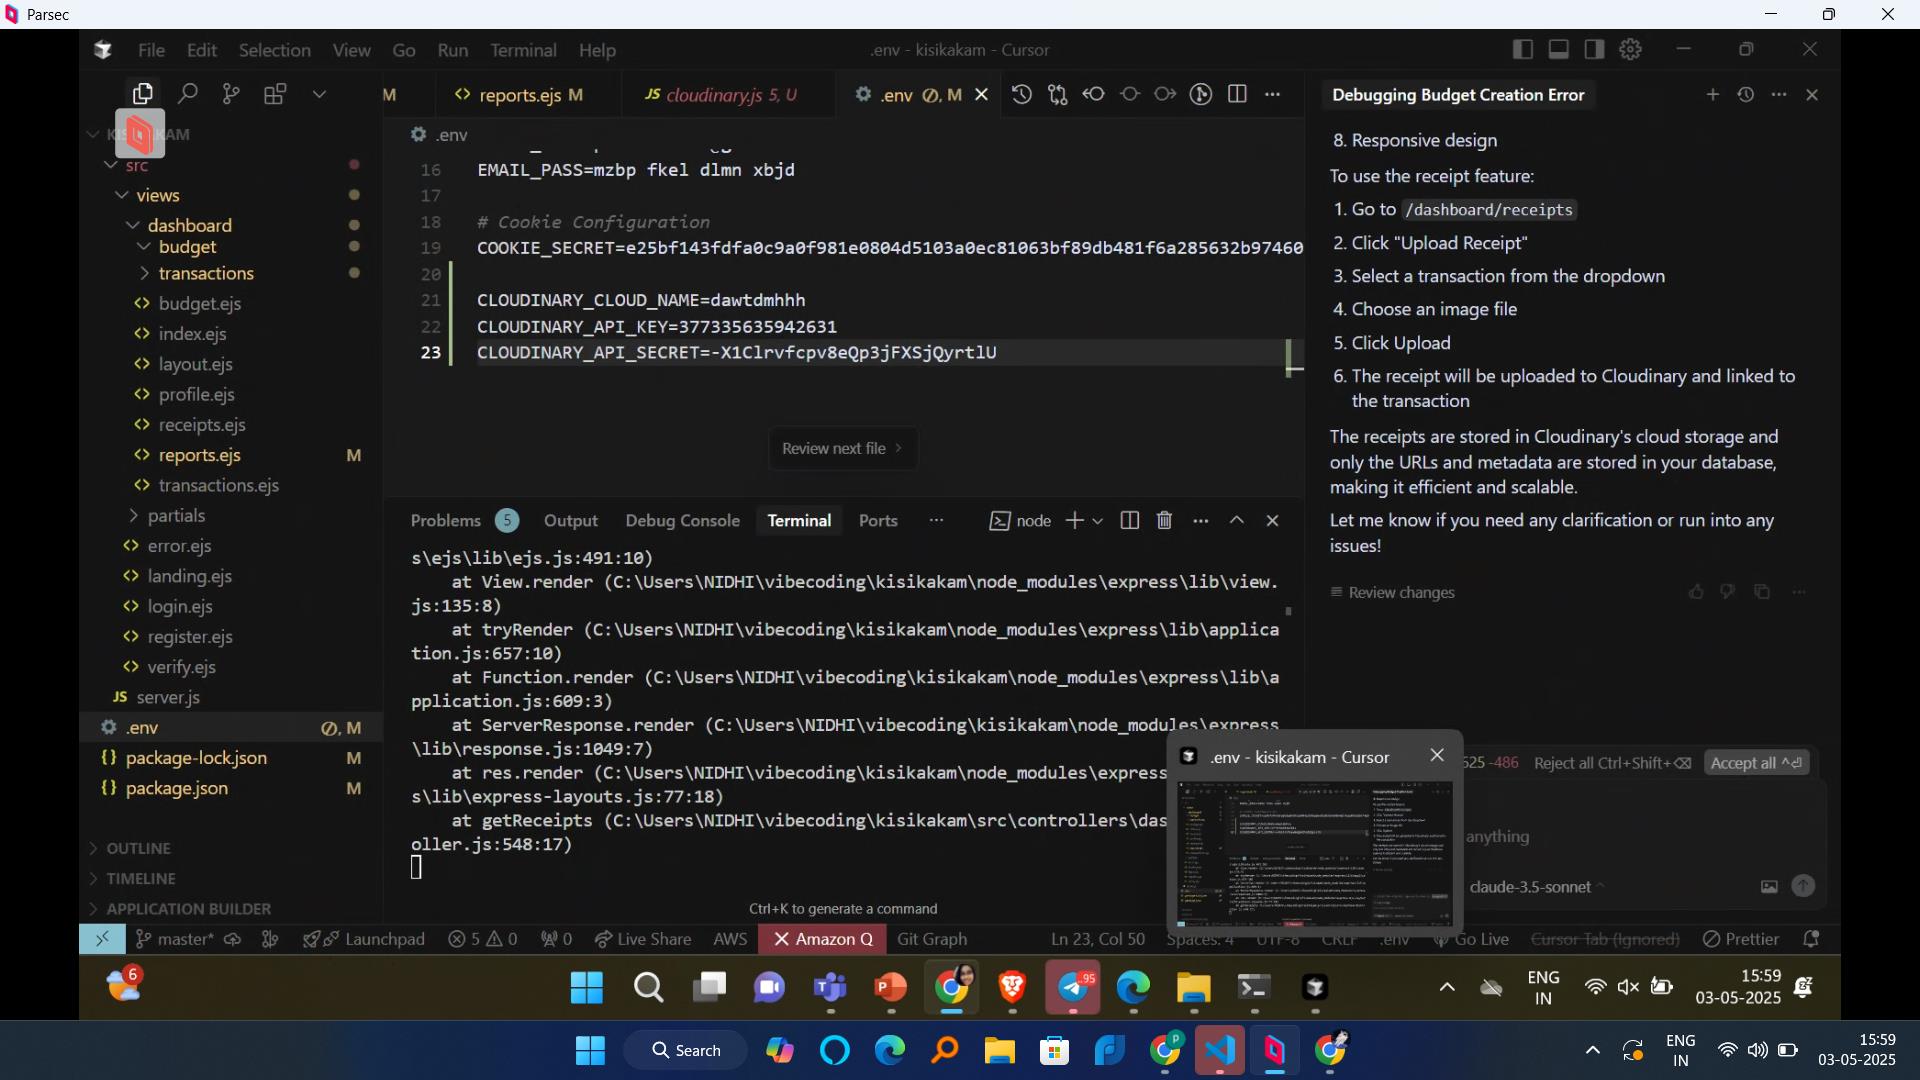 Parsec
File Edit Selection View Go Run Terminal Help
.env - kisikakam - Cursor
M
reports.ejs M
JS cloudinary.js 5, U
.env M
src
views
dashboard
budget
transactions
budget.ejs
index.ejs
layout.ejs
profile.ejs
receipts.ejs
reports.ejs M
transactions.ejs
partials
error.ejs
landing.ejs
login.ejs
register.ejs
verify.ejs
JS server.js
.env , M
{} package-lock.json M
{} package.json M
OUTLINE
TIMELINE
APPLICATION BUILDER
.env
16 EMAIL_PASS=mzbp fkel dlmn xbjd
17
18 # Cookie Configuration
19 COOKIE_SECRET=e25bf143fdfa0c9a0f981e0804d5103a0ec81063bf89db481f6a285632b97460
20
21 CLOUDINARY_CLOUD_NAME=dawtdmhhh
22 CLOUDINARY_API_KEY=377335635942631
23 CLOUDINARY_API_SECRET=-X1Clrvfcpv8eQp3jFXSjQyrtlU
Review next file
Problems 5 Output Debug Console Terminal Ports ··· node
s\ejs\lib\ejs.js:491:10)
at View.render (C:\Users\NIDHI\vibecoding\kisikakam\node_modules\express\lib\view.
js:135:8)
at tryRender (C:\Users\NIDHI\vibecoding\kisikakam\node_modules\express\lib\applica
tion.js:657:10)
at Function.render (C:\Users\NIDHI\vibecoding\kisikakam\node_modules\express\lib\a
pplication.js:609:3)
at ServerResponse.render (C:\Users\NIDHI\vibecoding\kisikakam\node_modules\express
\lib\response.js:1049:7)
at res.render (C:\Users\NIDHI\vibecoding\kisikakam\node_modules\express
s\lib\express-layouts.js:77:18)
at getReceipts (C:\Users\NIDHI\vibecoding\kisikakam\src\controllers\das
oller.js:548:17)
Ctrl+K to generate a command
Debugging Budget Creation Error
8. Responsive design
To use the receipt feature:
1. Go to /dashboard/receipts
2. Click "Upload Receipt"
3. Select a transaction from the dropdown
4. Choose an image file
5. Click Upload
6. The receipt will be uploaded to Cloudinary and linked to
the transaction
The receipts are stored in Cloudinary's cloud storage and
only the URLs and metadata are stored in your database,
making it efficient and scalable.
Let me know if you need any clarification or run into any
issues!
Review changes
.env - kisikakam - Cursor
-486 Reject all Ctrl+Shift+⌫ Accept all ^⏎
anything
claude-3.5-sonnet
master* Launchpad 5 0 0 Live Share AWS Amazon Q Git Graph Ln 23, Col 50 Spaces: 4 UTF-8 CRLF .env Go Live Cursor Tab (Ignored) Prettier
6
95
ENG
IN
15:59
03-05-2025
Search
ENG
IN
15:59
03-05-2025